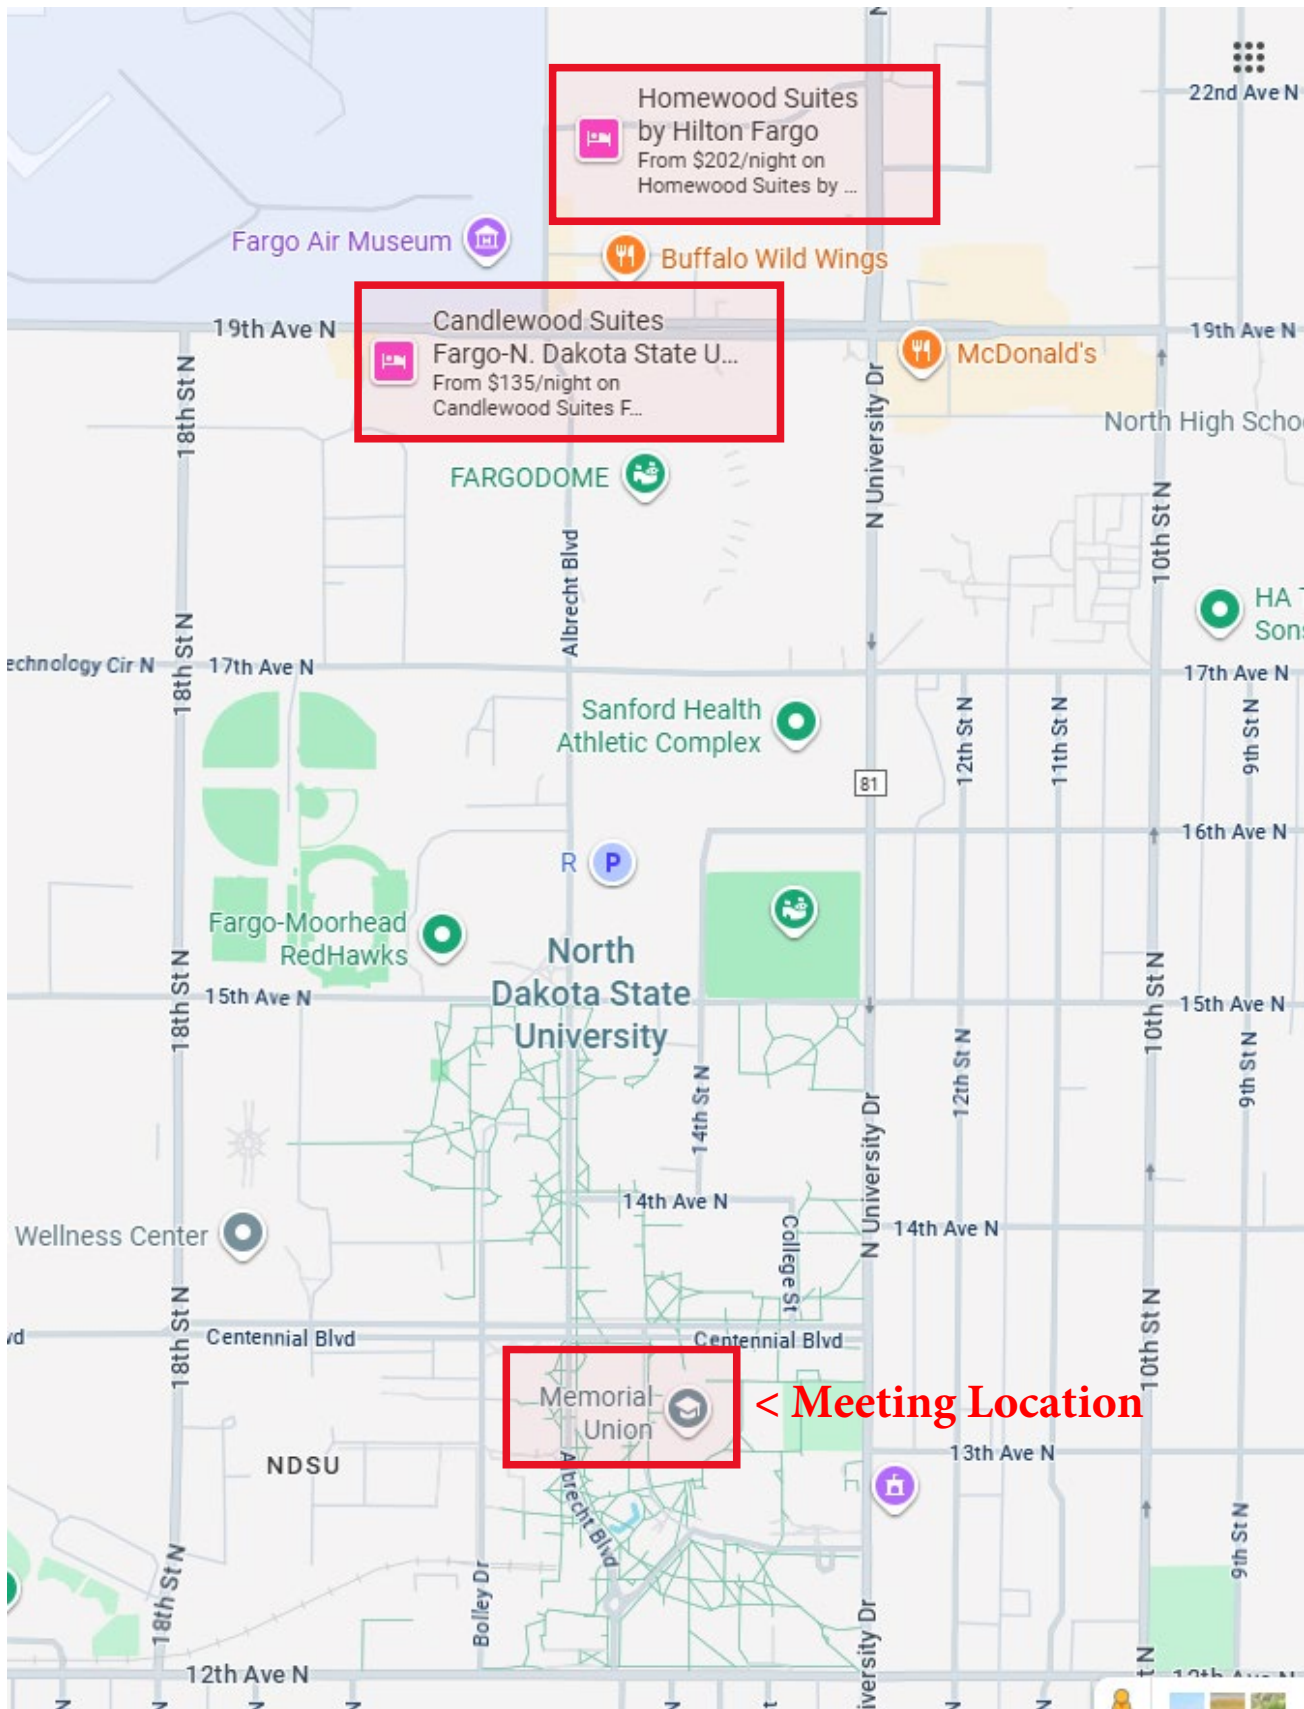 22nd Ave N
Homewood Suites
by Hilton Fargo
From $202/night on
Homewood Suites by ...
Fargo Air Museum
Buffalo Wild Wings
19th Ave N
Candlewood Suites
Fargo-N. Dakota State U...
From $135/night on
Candlewood Suites F...
19th Ave N
McDonald's
18th St N
N University Dr
North High Schoo
FARGODOME
10th St N
Albrecht Blvd
HA
Sons
18th St N
echnology Cir N
17th Ave N
17th Ave N
Sanford Health
Athletic Complex
12th St N
11th St N
9th St N
81
16th Ave N
R
P
Fargo-Moorhead
RedHawks
North
Dakota State
University
18th St N
10th St N
15th Ave N
15th Ave N
14th St N
12th St N
9th St N
N University Dr
14th Ave N
14th Ave N
Wellness Center
College St
18th St N
10th St N
vd
Centennial Blvd
Centennial Blvd
Memorial
Union
< Meeting Location
13th Ave N
NDSU
Albrecht Blvd
9th St N
18th St N
Bolley Dr
iversity Dr
12th Ave N
t N
12th Ave N